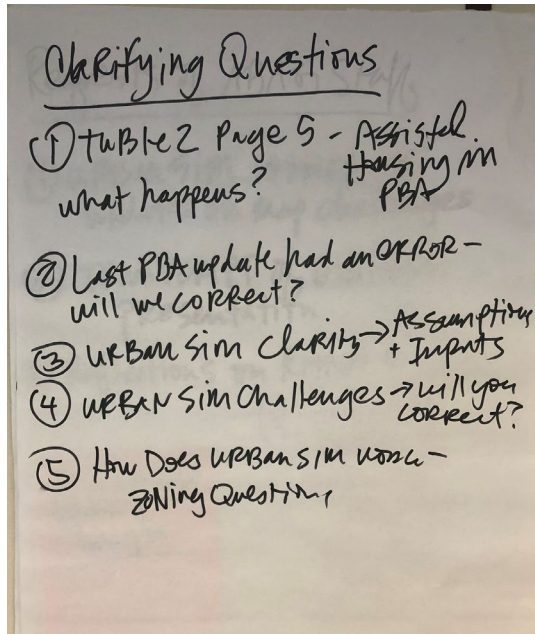 Clarifying Questions
① Table 2 Page 5 - Assisted
what happens? Housing in
PBA
② Last PBA update had an ERROR -
will we correct?
③ URBAN Sim Clarity → Assumptions
+ Inputs
④ URBAN Sim Challenges → will you
correct?
⑤ How Does URBAN SIM work -
Zoning Questions